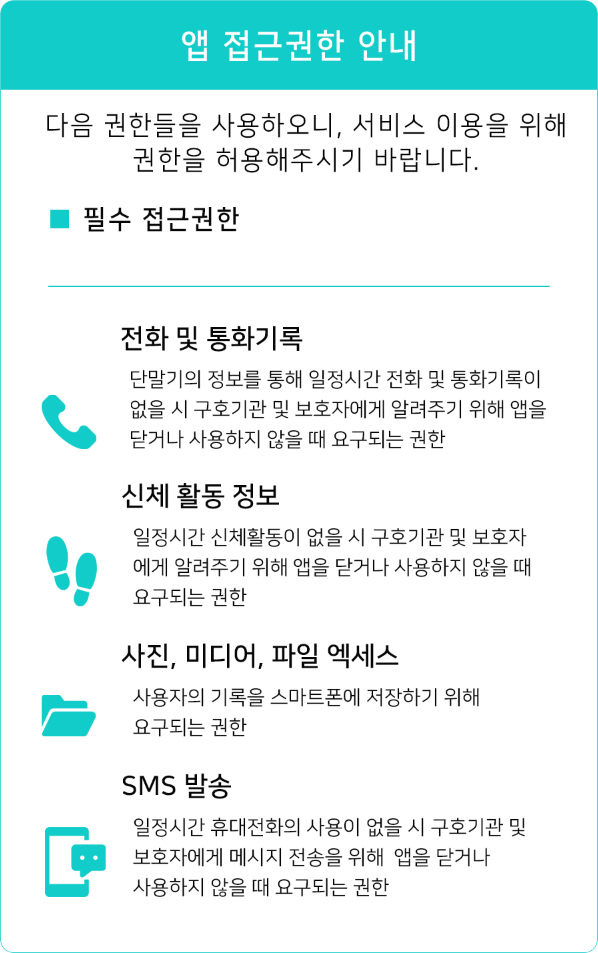 앱 접근권한 안내
다음 권한들을 사용하오니, 서비스 이용을 위해
권한을 허용해주시기 바랍니다.
필수 접근권한
전화 및 통화기록
단말기의 정보를 통해 일정시간 전화 및 통화기록이
없을 시 구호기관 및 보호자에게 알려주기 위해 앱을
닫거나 사용하지 않을 때 요구되는 권한
신체 활동 정보
일정시간 신체활동이 없을 시 구호기관 및 보호자
에게 알려주기 위해 앱을 닫거나 사용하지 않을 때
요구되는 권한
사진, 미디어, 파일 엑세스
사용자의 기록을 스마트폰에 저장하기 위해
요구되는 권한
SMS 발송
일정시간 휴대전화의 사용이 없을 시 구호기관 및
보호자에게 메시지 전송을 위해 앱을 닫거나
사용하지 않을 때 요구되는 권한